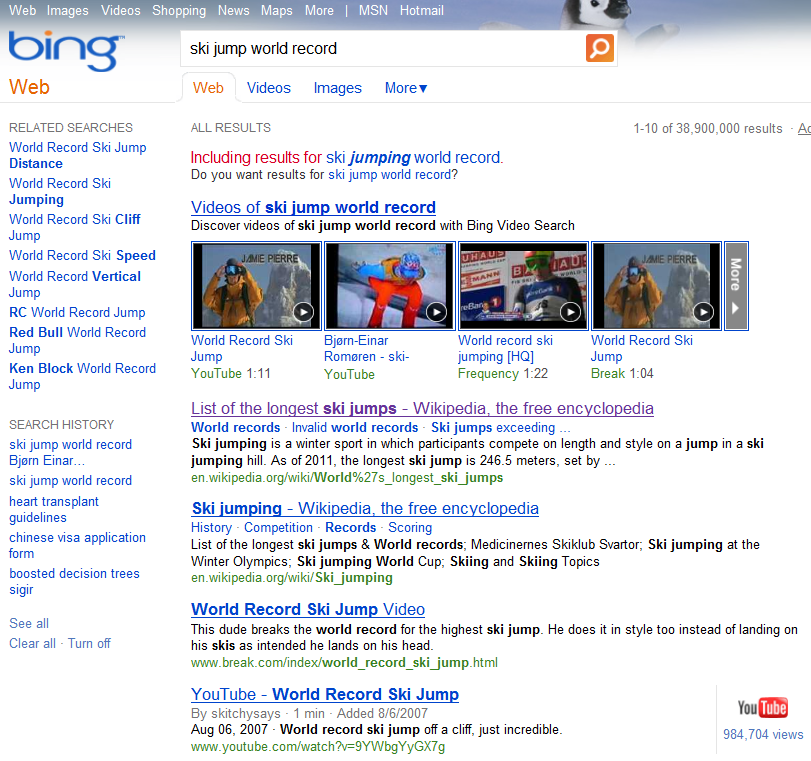 Web Images Videos Shopping News Maps More | MSN Hotmail
bing™
ski jump world record
Web
Web Videos Images More▼
RELATED SEARCHES
World Record Ski Jump
Distance
World Record Ski
Jumping
World Record Ski Cliff
Jump
World Record Ski Speed
World Record Vertical
Jump
RC World Record Jump
Red Bull World Record
Jump
Ken Block World Record
Jump
SEARCH HISTORY
ski jump world record
Bjørn Einar...
ski jump world record
heart transplant
guidelines
chinese visa application
form
boosted decision trees
sigir
See all
Clear all · Turn off
ALL RESULTS
1-10 of 38,900,000 results ·
Including results for ski jumping world record.
Do you want results for ski jump world record?
Videos of ski jump world record
Discover videos of ski jump world record with Bing Video Search
JAMIE PIERRE
BAUHAUS
JAMIE PIERRE
More
World Record Ski
Jump
YouTube 1:11
Bjørn-Einar
Romøren - ski-
YouTube
World record ski
jumping [HQ]
Frequency 1:22
World Record Ski
Jump
Break 1:04
List of the longest ski jumps - Wikipedia, the free encyclopedia
World records · Invalid world records · Ski jumps exceeding ...
Ski jumping is a winter sport in which participants compete on length and style on a jump in a ski
jumping hill. As of 2011, the longest ski jump is 246.5 meters, set by ...
en.wikipedia.org/wiki/World%27s_longest_ski_jumps
Ski jumping - Wikipedia, the free encyclopedia
History · Competition · Records · Scoring
List of the longest ski jumps & World records; Medicinernes Skiklub Svartor; Ski jumping at the
Winter Olympics; Ski jumping World Cup; Skiing and Skiing Topics
en.wikipedia.org/wiki/Ski_jumping
World Record Ski Jump Video
This dude breaks the world record for the highest ski jump. He does it in style too instead of landing on
his skis as intended he lands on his head.
www.break.com/index/world_record_ski_jump.html
YouTube - World Record Ski Jump
By skitchysays · 1 min · Added 8/6/2007
Aug 06, 2007 · World record ski jump off a cliff, just incredible.
www.youtube.com/watch?v=9YWbgYyGX7g
YouTube
984,704 views